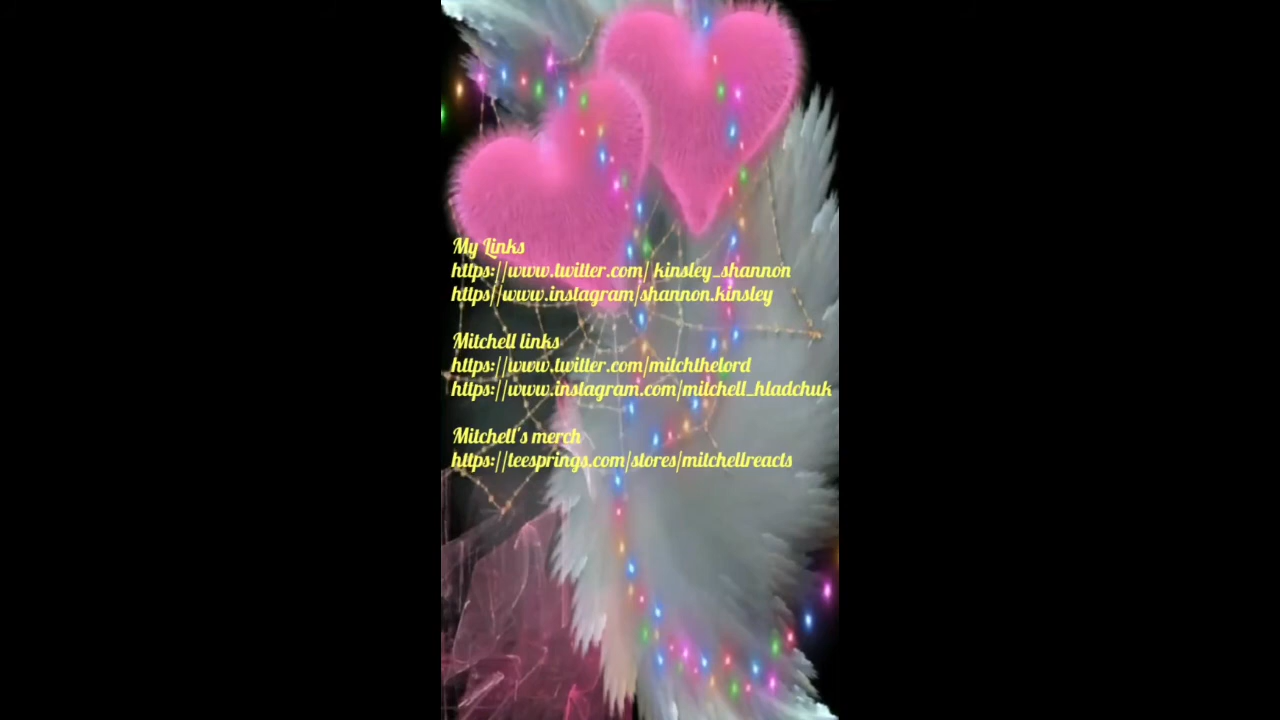 My Links
https://www.twitter.com/ kinsley_shannon
https//www.instagram/shannon.kinsley
Mitchell links
https://www.twitter.com/mitchthelord
https://www.instagram.com/mitchell_hladchuk
Mitchell's merch
https://teesprings.com/stores/mitchellreacts